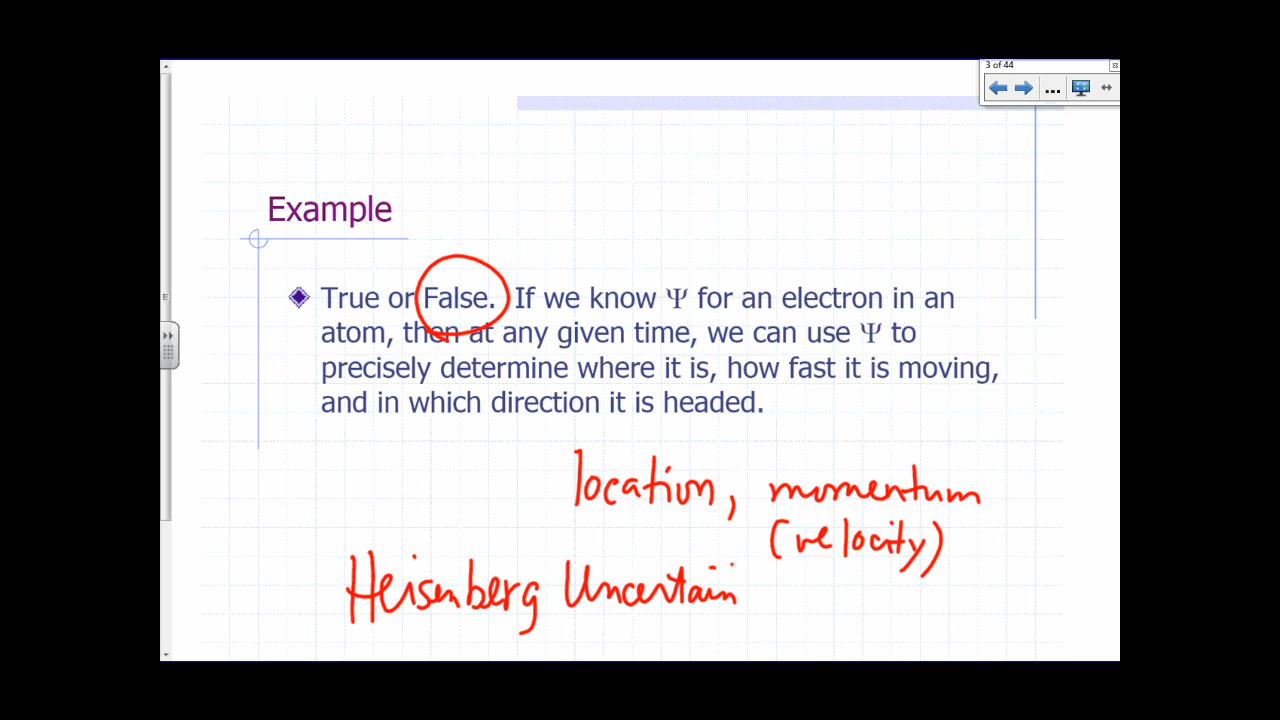 3 of 44
Example
True or False. If we know Ψ for an electron in an
atom, then at any given time, we can use Ψ to
precisely determine where it is, how fast it is moving,
and in which direction it is headed.
location, momentum
(velocity)
Heisenberg Uncertain